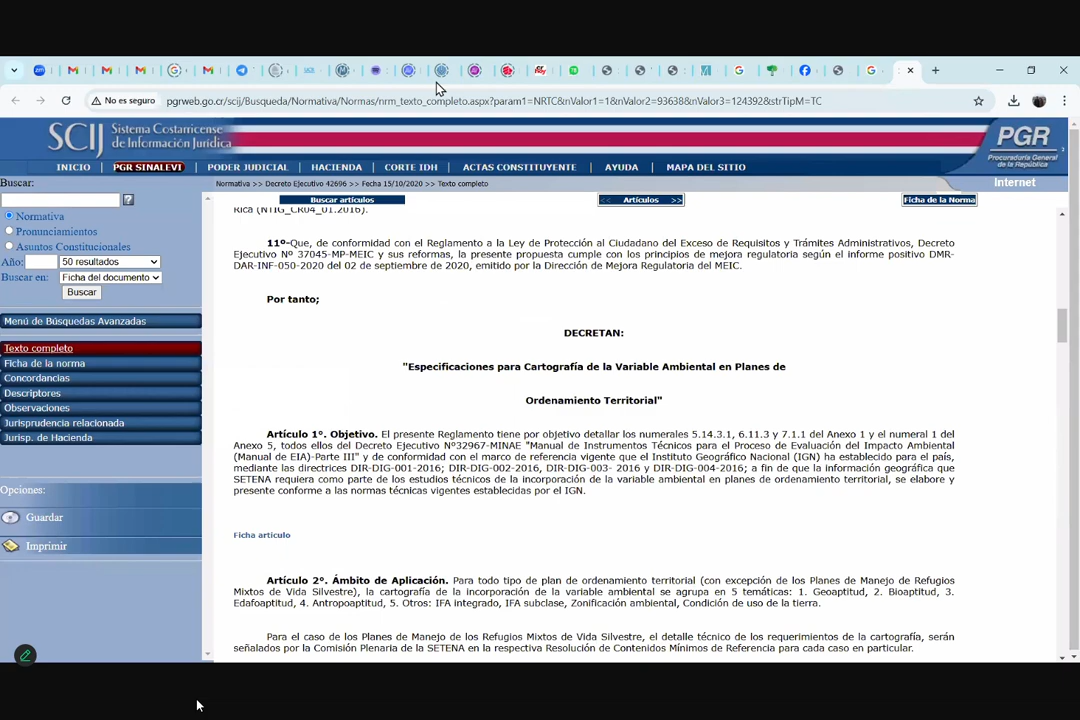 No es seguro
pgrweb.go.cr/scij/Busqueda/Normativa/Normas/nrm_texto_completo.aspx?param1=NRTC&nValor1=1&nValor2=93638&nValor3=124392&strTipM=TC
SCIJ
Sistema Costarricense
de Información Jurídica
PGR
Procuraduría General
de la República
INICIO PGR SINALEVI PODER JUDICIAL HACIENDA CORTE IDH ACTAS CONSTITUYENTE AYUDA MAPA DEL SITIO
Internet
Buscar:
Normativa
Pronunciamientos
Asuntos Constitucionales
Año: 50 resultados
Buscar en: Ficha del documento
Buscar
Menú de Búsquedas Avanzadas
Texto completo
Ficha de la norma
Concordancias
Descriptores
Observaciones
Jurisprudencia relacionada
Jurisp. de Hacienda
Opciones:
Guardar
Imprimir
Normativa >> Decreto Ejecutivo 42696 >> Fecha 15/10/2020 >> Texto completo
Buscar artículos << Artículos >> Ficha de la Norma
Rica (NTIG_CR04_01.2016).
11º-Que, de conformidad con el Reglamento a la Ley de Protección al Ciudadano del Exceso de Requisitos y Trámites Administrativos, Decreto
Ejecutivo Nº 37045-MP-MEIC y sus reformas, la presente propuesta cumple con los principios de mejora regulatoria según el informe positivo DMR-
DAR-INF-050-2020 del 02 de septiembre de 2020, emitido por la Dirección de Mejora Regulatoria del MEIC.
Por tanto;
DECRETAN:
"Especificaciones para Cartografía de la Variable Ambiental en Planes de
Ordenamiento Territorial"
Artículo 1°. Objetivo. El presente Reglamento tiene por objetivo detallar los numerales 5.14.3.1, 6.11.3 y 7.1.1 del Anexo 1 y el numeral 1 del
Anexo 5, todos ellos del Decreto Ejecutivo Nº32967-MINAE "Manual de Instrumentos Técnicos para el Proceso de Evaluación del Impacto Ambiental
(Manual de EIA)-Parte III" y de conformidad con el marco de referencia vigente que el Instituto Geográfico Nacional (IGN) ha establecido para el país,
mediante las directrices DIR-DIG-001-2016; DIR-DIG-002-2016, DIR-DIG-003- 2016 y DIR-DIG-004-2016; a fin de que la información geográfica que
SETENA requiera como parte de los estudios técnicos de la incorporación de la variable ambiental en planes de ordenamiento territorial, se elabore y
presente conforme a las normas técnicas vigentes establecidas por el IGN.
Ficha articulo
Artículo 2°. Ámbito de Aplicación. Para todo tipo de plan de ordenamiento territorial (con excepción de los Planes de Manejo de Refugios
Mixtos de Vida Silvestre), la cartografía de la incorporación de la variable ambiental se agrupa en 5 temáticas: 1. Geoaptitud, 2. Bioaptitud, 3.
Edafoaptitud, 4. Antropoaptitud, 5. Otros: IFA integrado, IFA subclase, Zonificación ambiental, Condición de uso de la tierra.
Para el caso de los Planes de Manejo de los Refugios Mixtos de Vida Silvestre, el detalle técnico de los requerimientos de la cartografía, serán
señalados por la Comisión Plenaria de la SETENA en la respectiva Resolución de Contenidos Mínimos de Referencia para cada caso en particular.